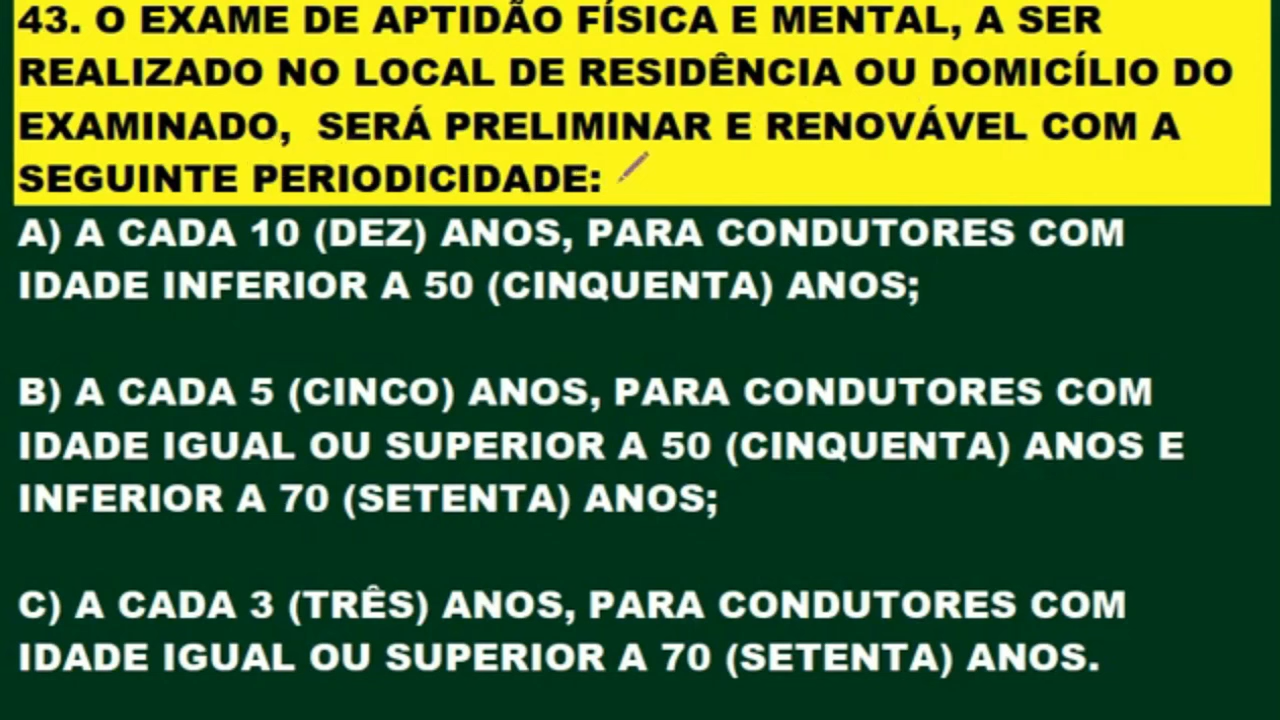 43. O EXAME DE APTIDÃO FÍSICA E MENTAL, A SER
REALIZADO NO LOCAL DE RESIDÊNCIA OU DOMICÍLIO DO
EXAMINADO, SERÁ PRELIMINAR E RENOVÁVEL COM A
SEGUINTE PERIODICIDADE:
A) A CADA 10 (DEZ) ANOS, PARA CONDUTORES COM
IDADE INFERIOR A 50 (CINQUENTA) ANOS;
B) A CADA 5 (CINCO) ANOS, PARA CONDUTORES COM
IDADE IGUAL OU SUPERIOR A 50 (CINQUENTA) ANOS E
INFERIOR A 70 (SETENTA) ANOS;
C) A CADA 3 (TRÊS) ANOS, PARA CONDUTORES COM
IDADE IGUAL OU SUPERIOR A 70 (SETENTA) ANOS.